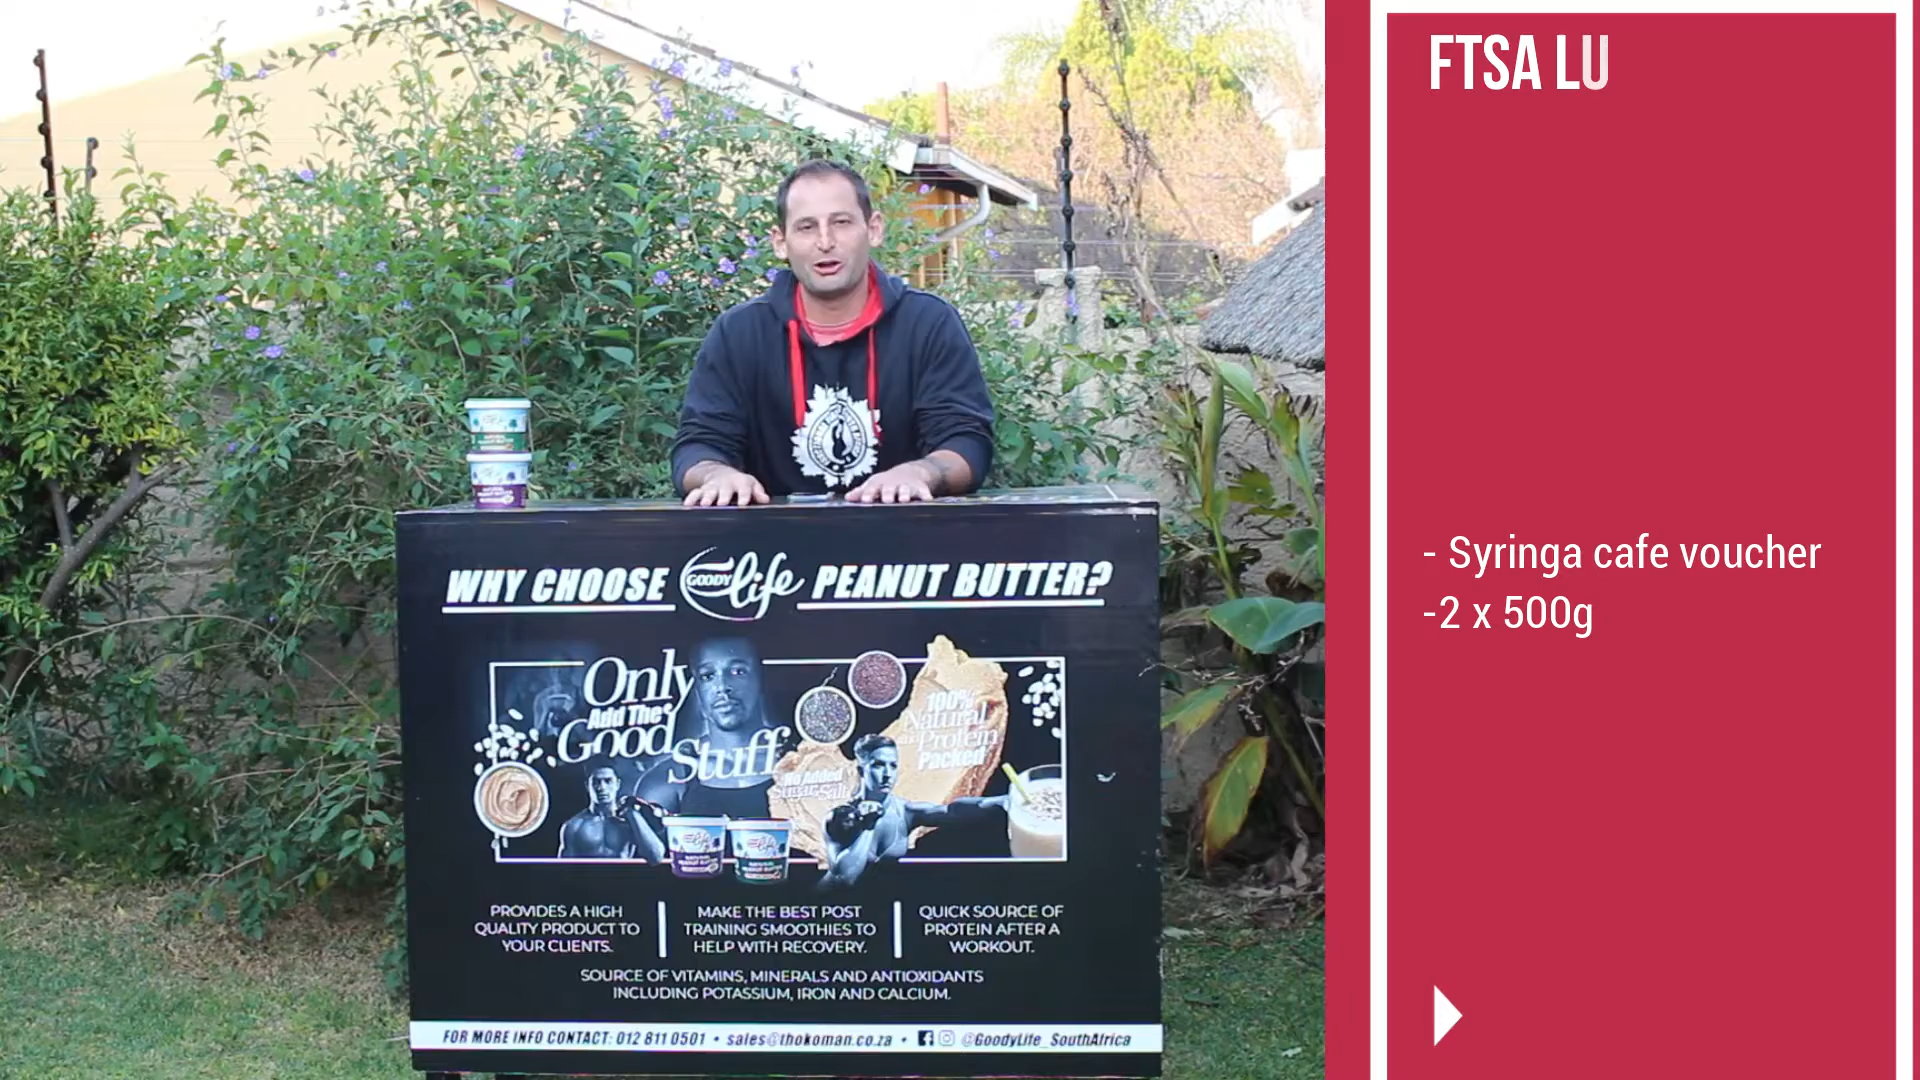 FTSA LU
- Syringa cafe voucher
-2 x 500g
WHY CHOOSE GOODY life PEANUT BUTTER?
Only
Add The
Good
Stuff
100%
Natural
Protein
Packed
No Added
Sugar
Salt
NATURAL
PEANUT BUTTER
PROVIDES A HIGH
QUALITY PRODUCT TO
YOUR CLIENTS.
MAKE THE BEST POST
TRAINING SMOOTHIES TO
HELP WITH RECOVERY.
QUICK SOURCE OF
PROTEIN AFTER A
WORKOUT.
SOURCE OF VITAMINS, MINERALS AND ANTIOXIDANTS
INCLUDING POTASSIUM, IRON AND CALCIUM.
FOR MORE INFO CONTACT: 012 811 0501 • sales@thokoman.co.za • @GoodyLife_SouthAfrica